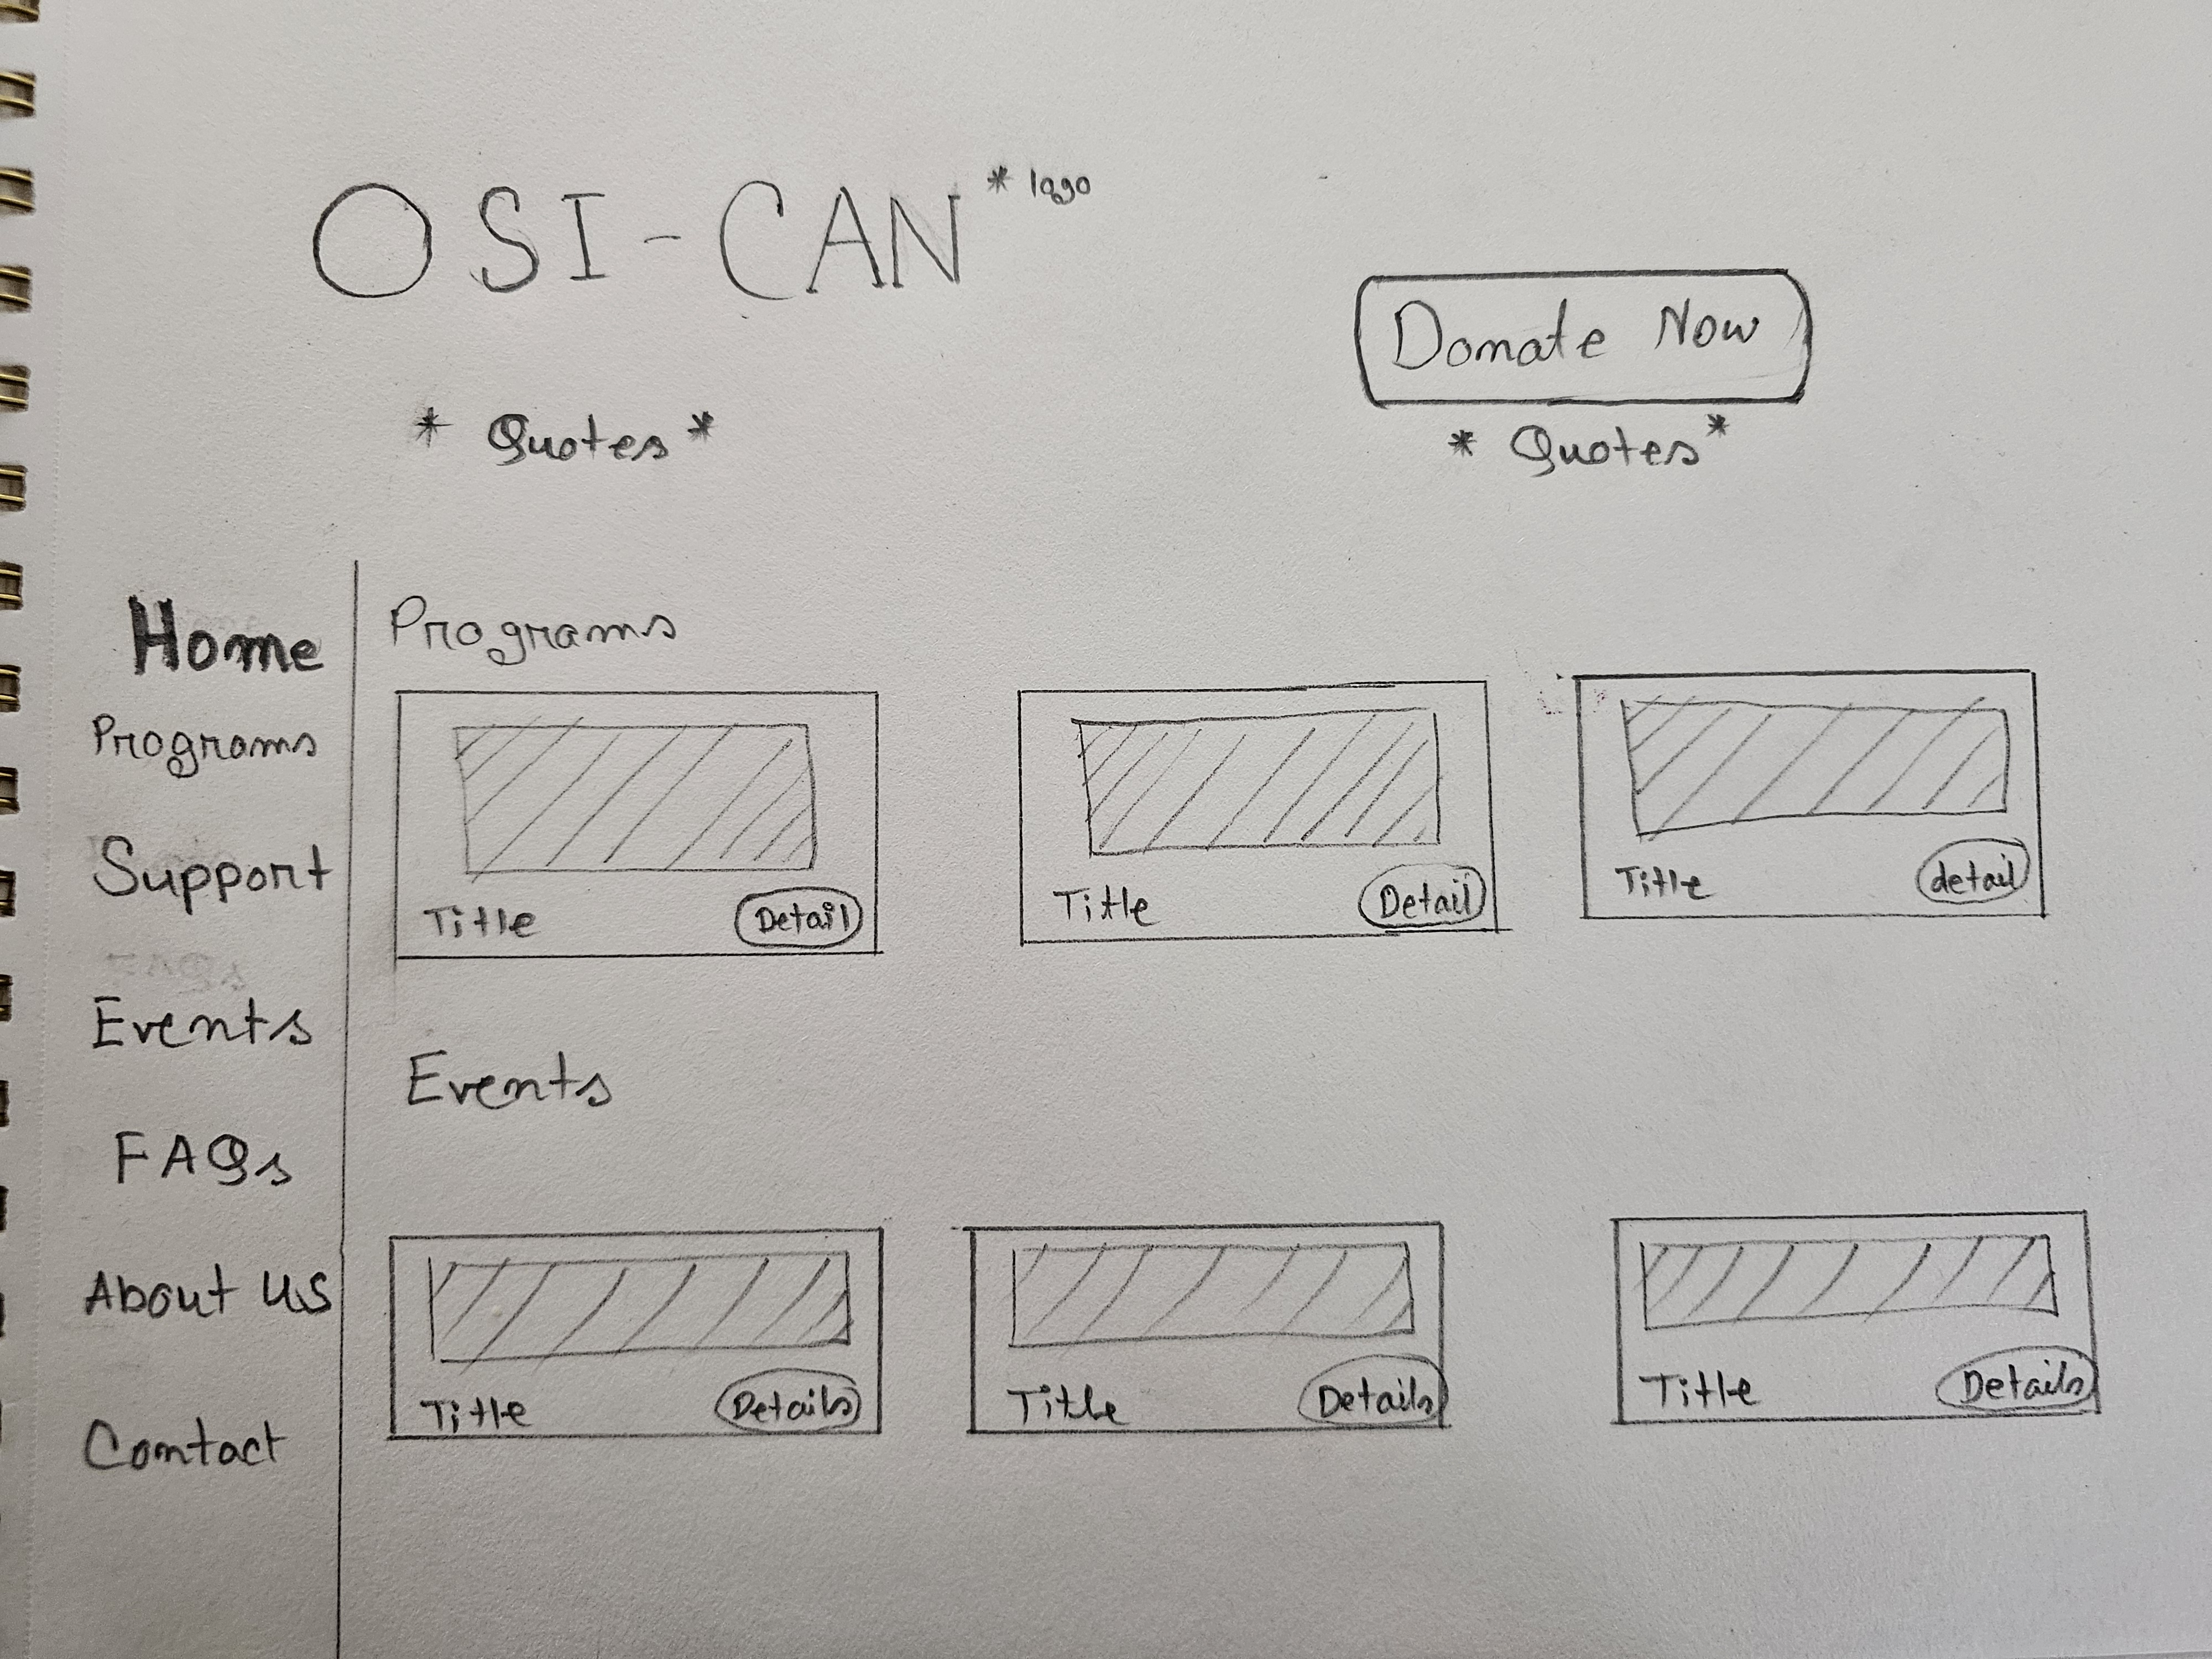 OSI-CAN * logo
Donate Now
* Quotes *
* Quotes *
Home
Programs
Support
Events
FAQs
About us
Contact
Programs
Title Detail
Title Detail
Title detail
Events
Title Details
Title Details
Title Details